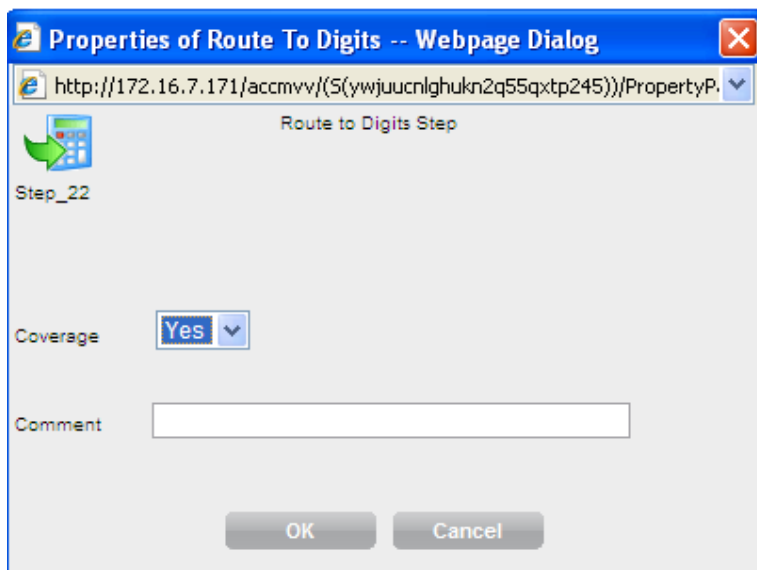 Properties of Route To Digits -- Webpage Dialog
http://172.16.7.171/accmvv/(S(ywjuucnlghukn2q55qxtp245))/PropertyP.
Route to Digits Step
Step_22
Coverage
Yes
Comment
OK
Cancel